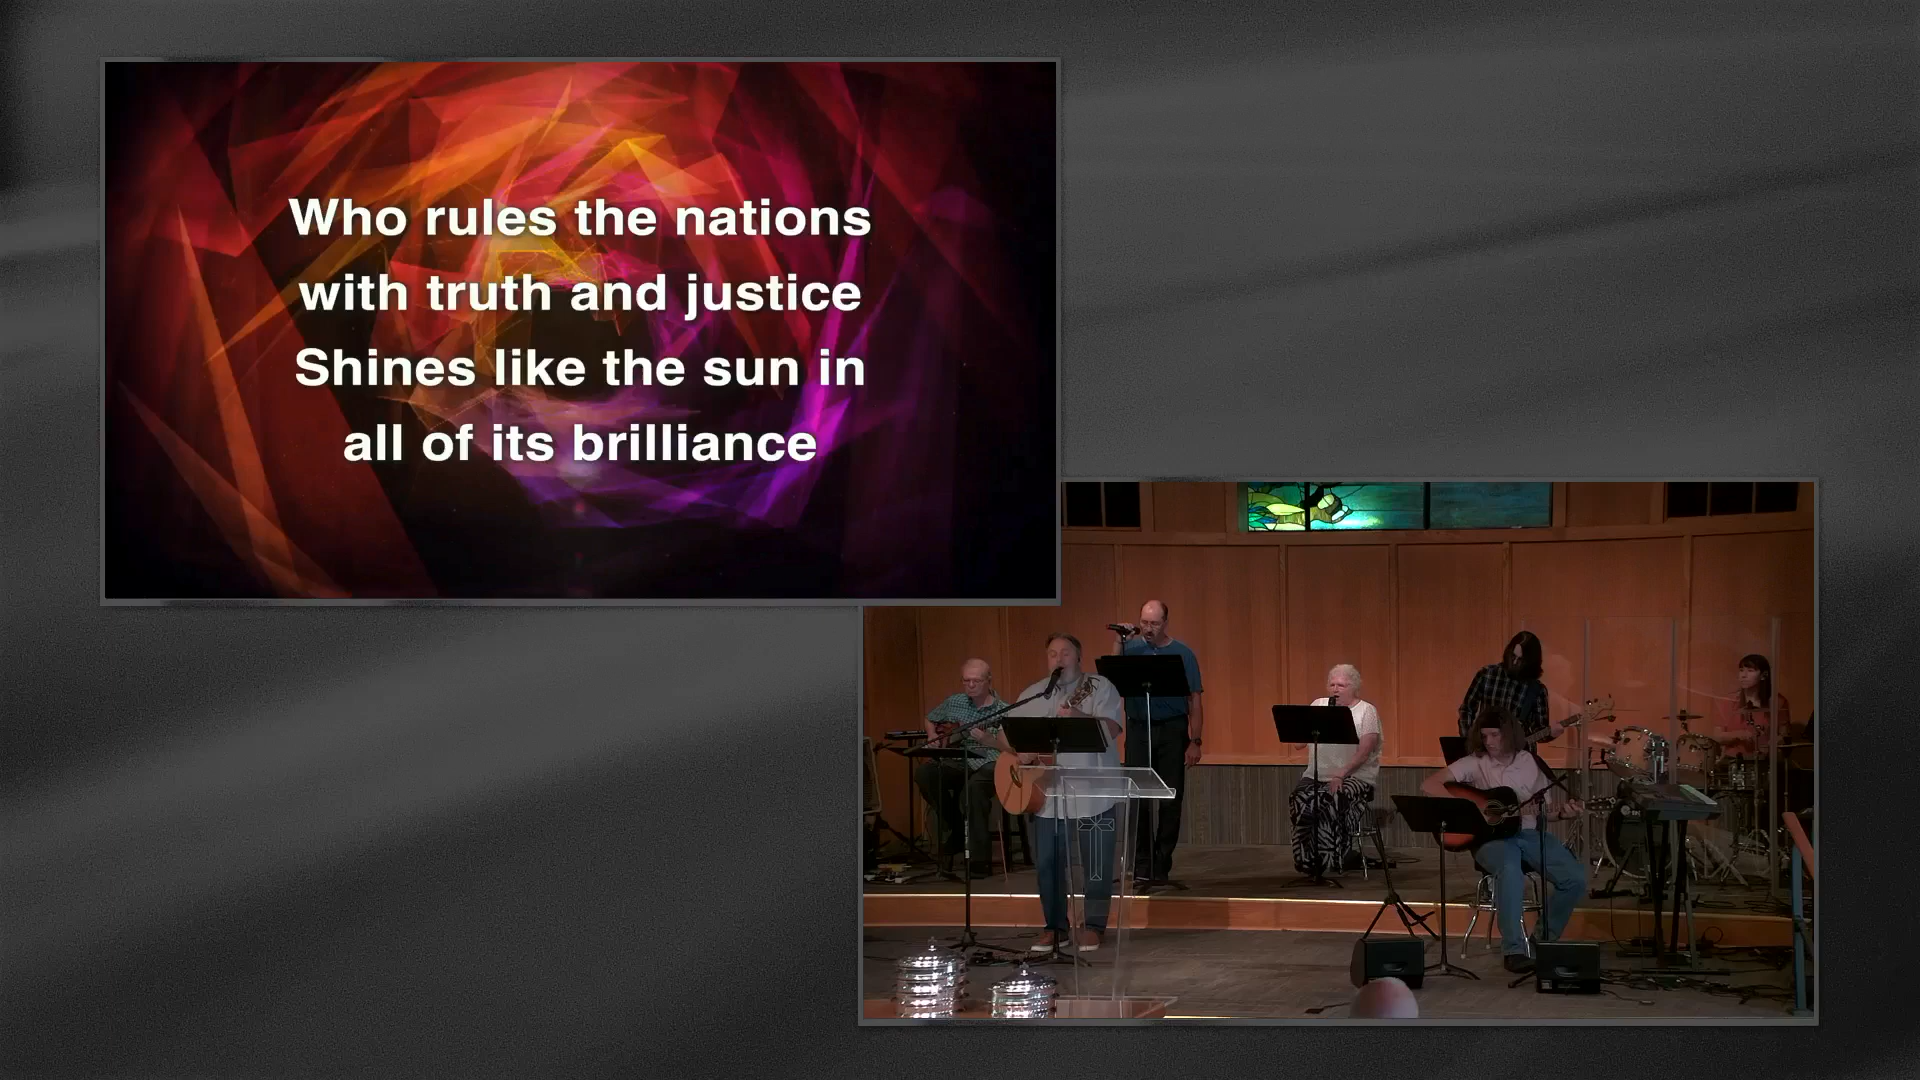 Who rules the nations
with truth and justice
Shines like the sun in
all of its brilliance